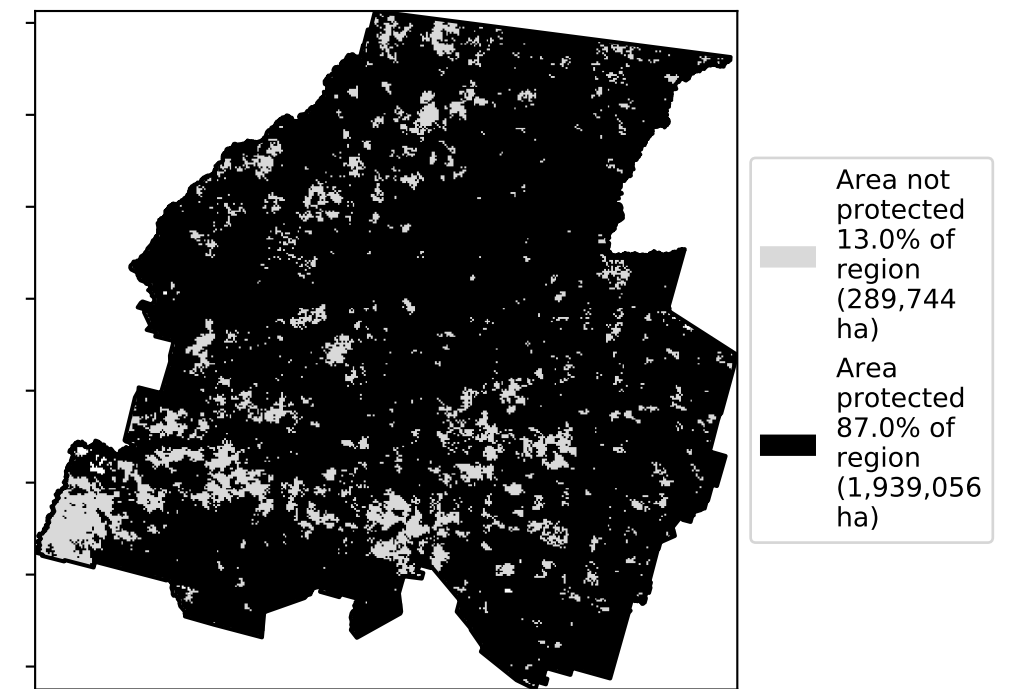 Area not
protected
13.0% of
region
(289,744
ha)
Area
protected
87.0% of
region
(1,939,056
ha)